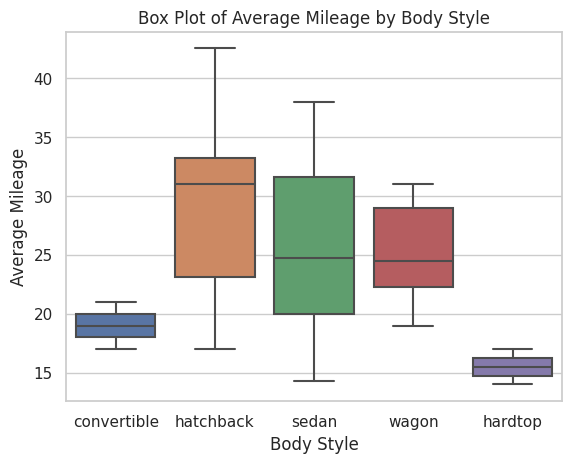 Box Plot of Average Mileage by Body Style
Average Mileage
40
35
30
25
20
15
convertible hatchback sedan wagon hardtop
Body Style